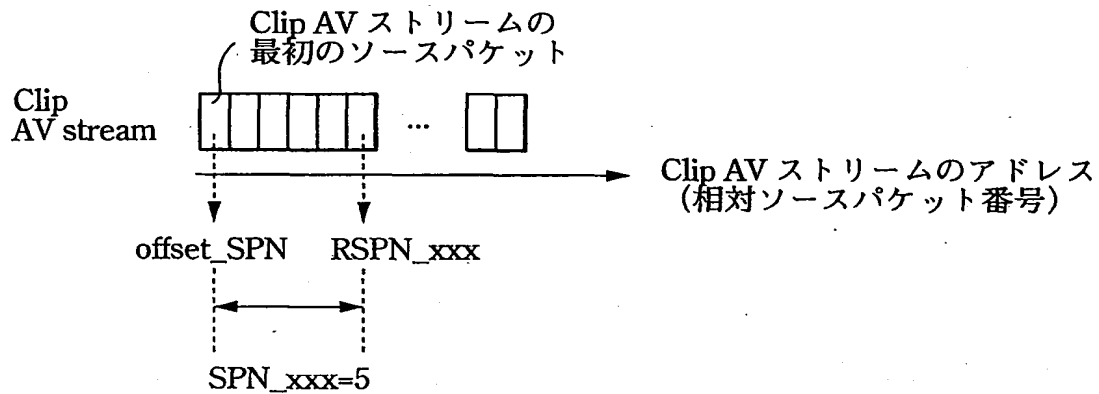 Clip AV ストリームの
最初のソースパケット
Clip
AV stream
...
Clip AV ストリームのアドレス
(相対ソースパケット番号)
offset_SPN RSPN_xxx
SPN_xxx=5